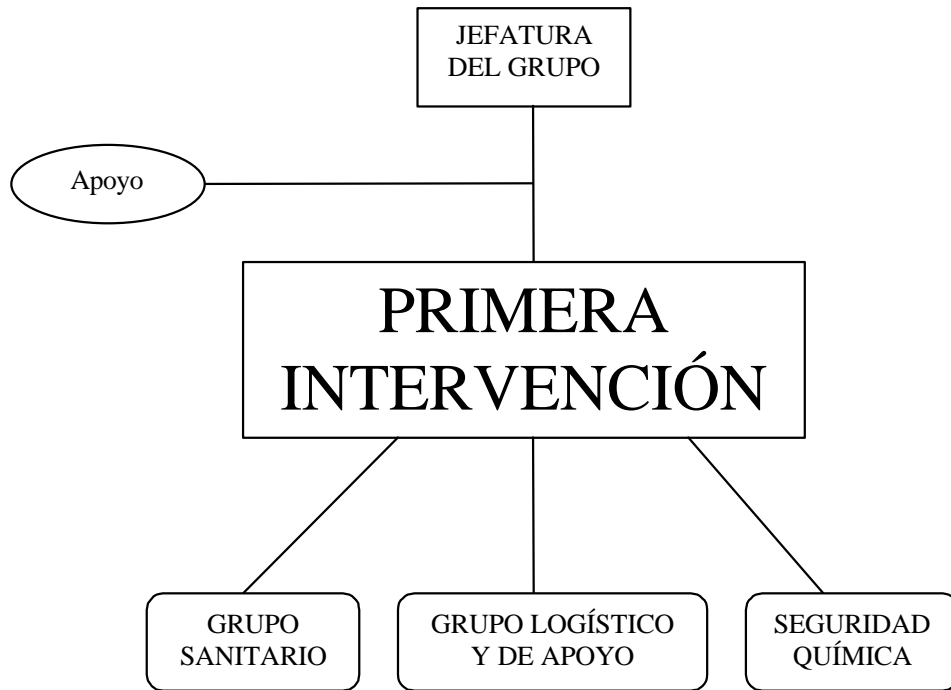 JEFATURA
DEL GRUPO
Apoyo
PRIMERA
INTERVENCIÓN
GRUPO
SANITARIO
GRUPO LOGÍSTICO
Y DE APOYO
SEGURIDAD
QUÍMICA